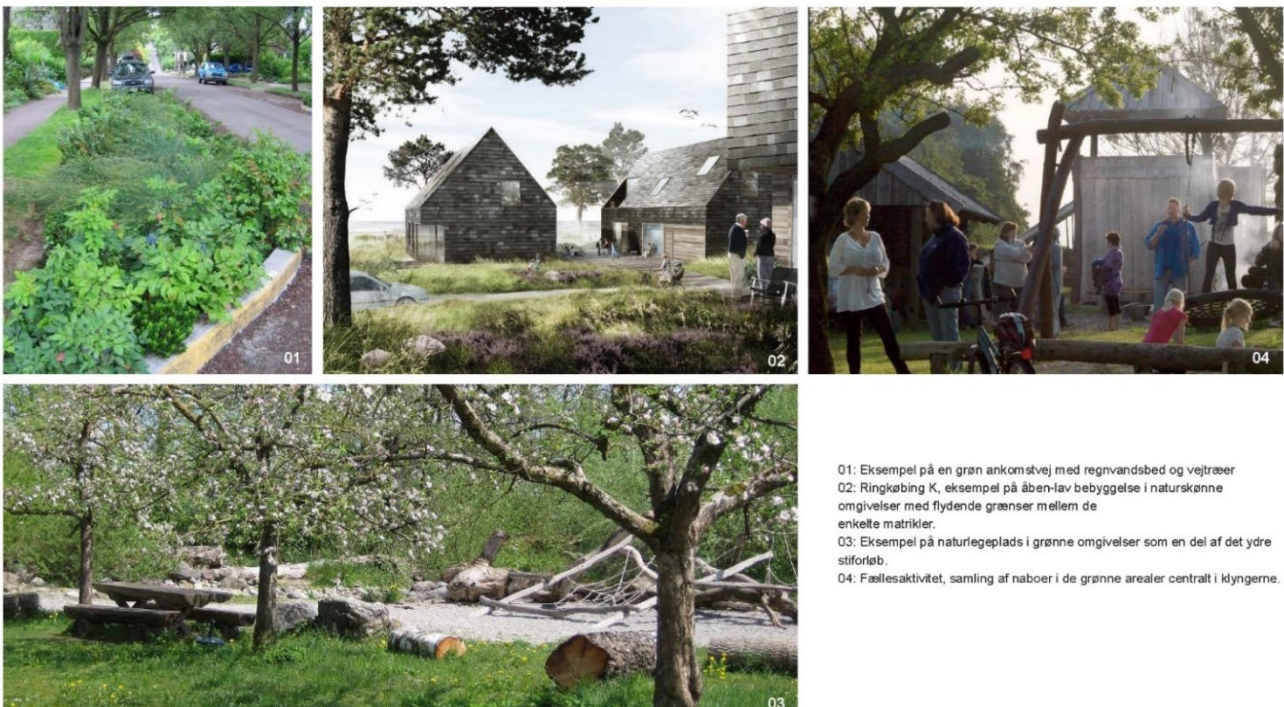 01
02
04
03
01: Eksempel på en grøn ankomstvej med regnvandsbed og vejtræer
02: Ringkøbing K, eksempel på åben-lav bebyggelse i naturskønne
omgivelser med flydende grænser mellem de
enkelte matrikler.
03: Eksempel på naturlegeplads i grønne omgivelser som en del af det ydre
stiforløb.
04: Fællesaktivitet, samling af naboer i de grønne arealer centralt i klyngerne.